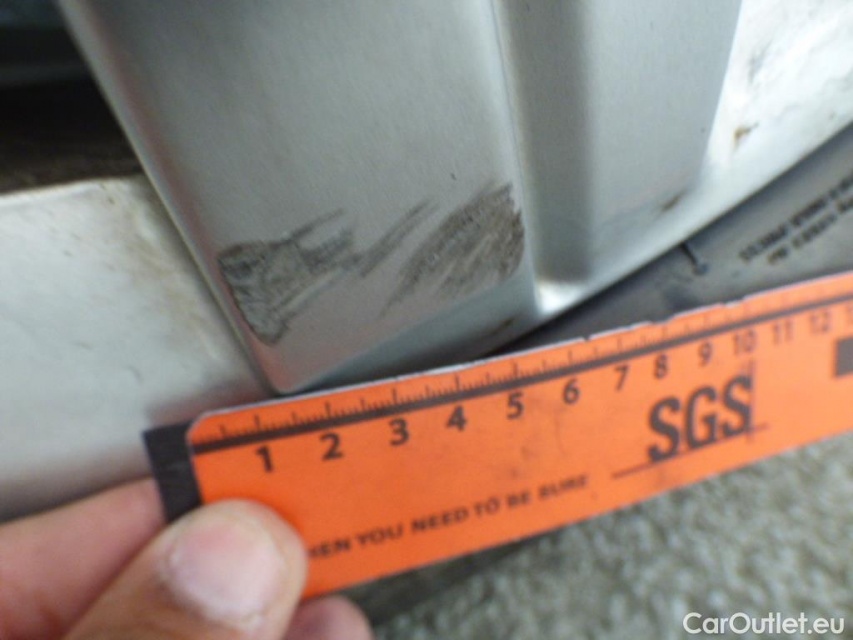 1 2 3 4 5 6 7 8 9 10 11 12
SGS
HEN YOU NEED TO BE SURE
CarOutlet.eu